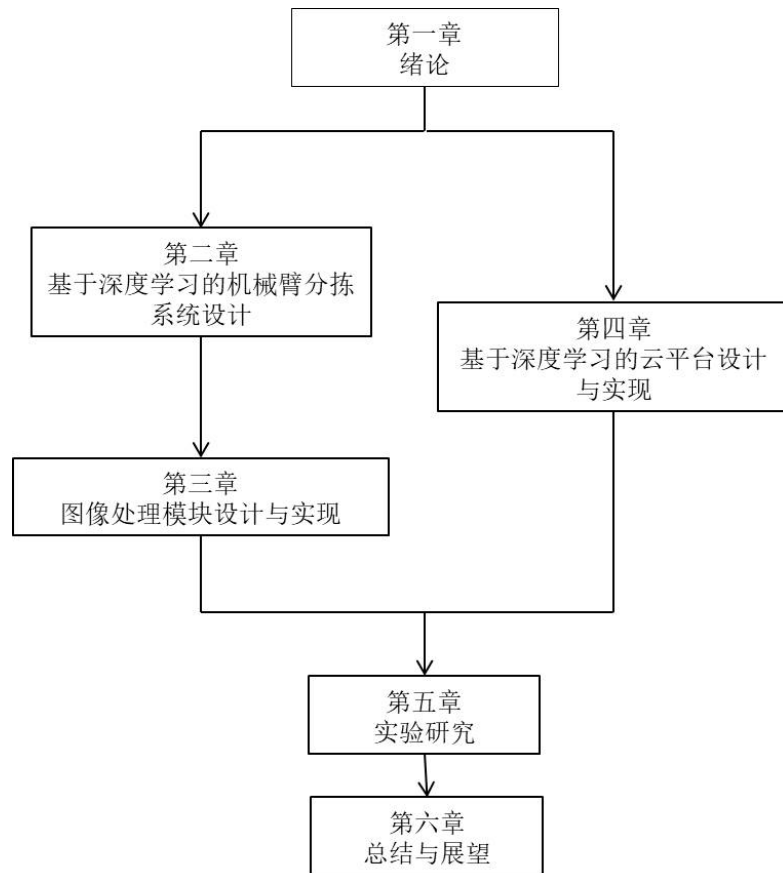 第一章
绪论
第二章
基于深度学习的机械臂分拣
系统设计
第四章
基于深度学习的云平台设计
与实现
第三章
图像处理模块设计与实现
第五章
实验研究
第六章
总结与展望